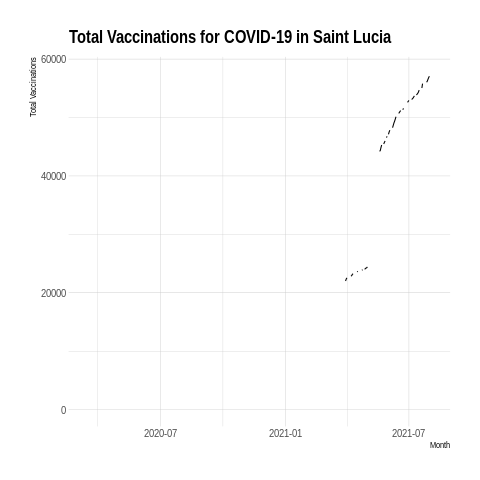 Total Vaccinations for COVID-19 in Saint Lucia
Total Vaccinations
60000
40000
20000
0
2020-07 2021-01 2021-07
Month